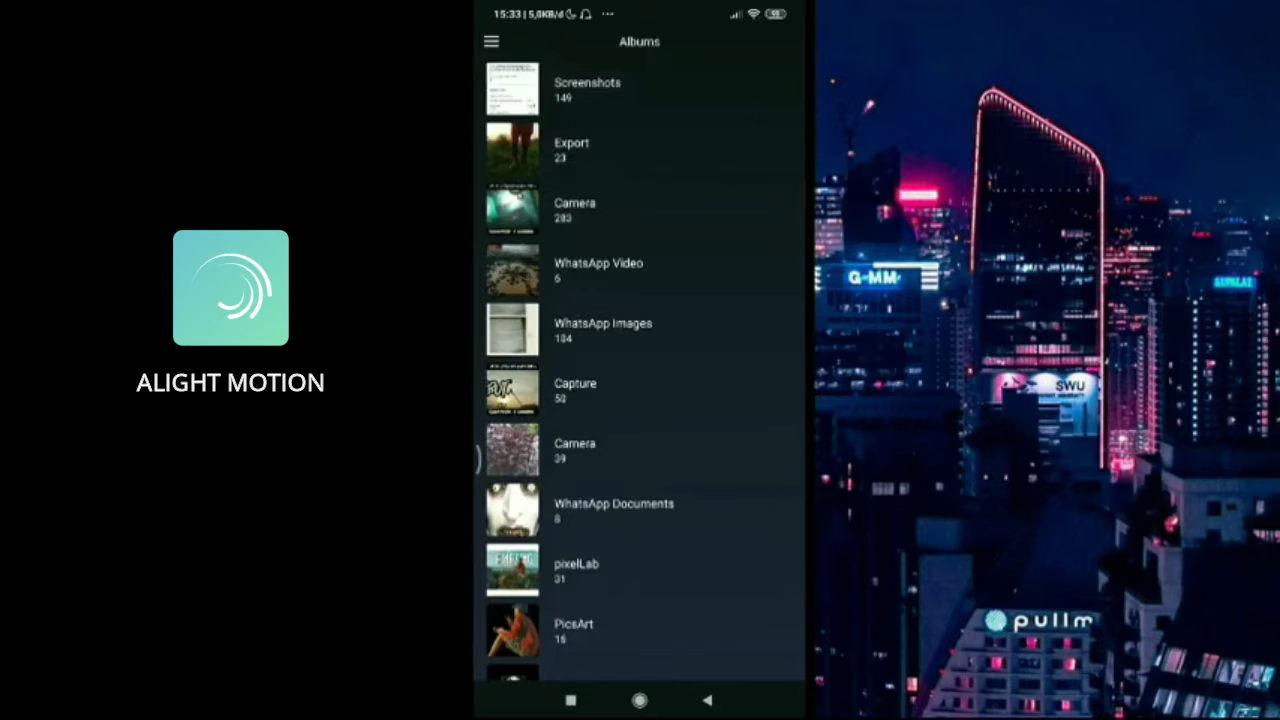 15:33 | 5,0KB/d
Albums
Screenshots
149
Export
23
Camera
283
WhatsApp Video
6
WhatsApp Images
104
Capture
50
Camera
39
WhatsApp Documents
8
pixelLab
31
PicsArt
16
ALIGHT MOTION
G-MM
SWU
pullm